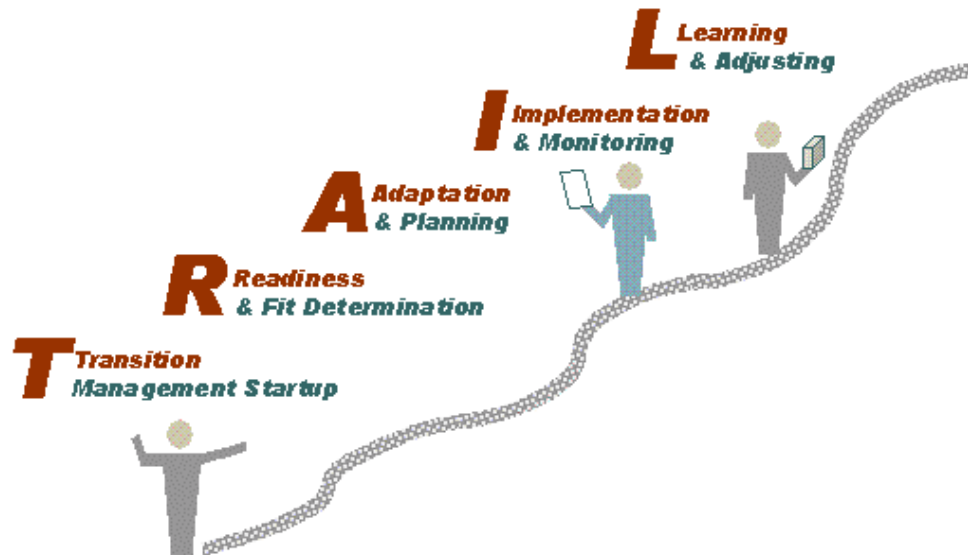 Learning
& Adjusting
Implementation
& Monitoring
Adaptation
& Planning
Readiness
& Fit Determination
Transition
Management Startup